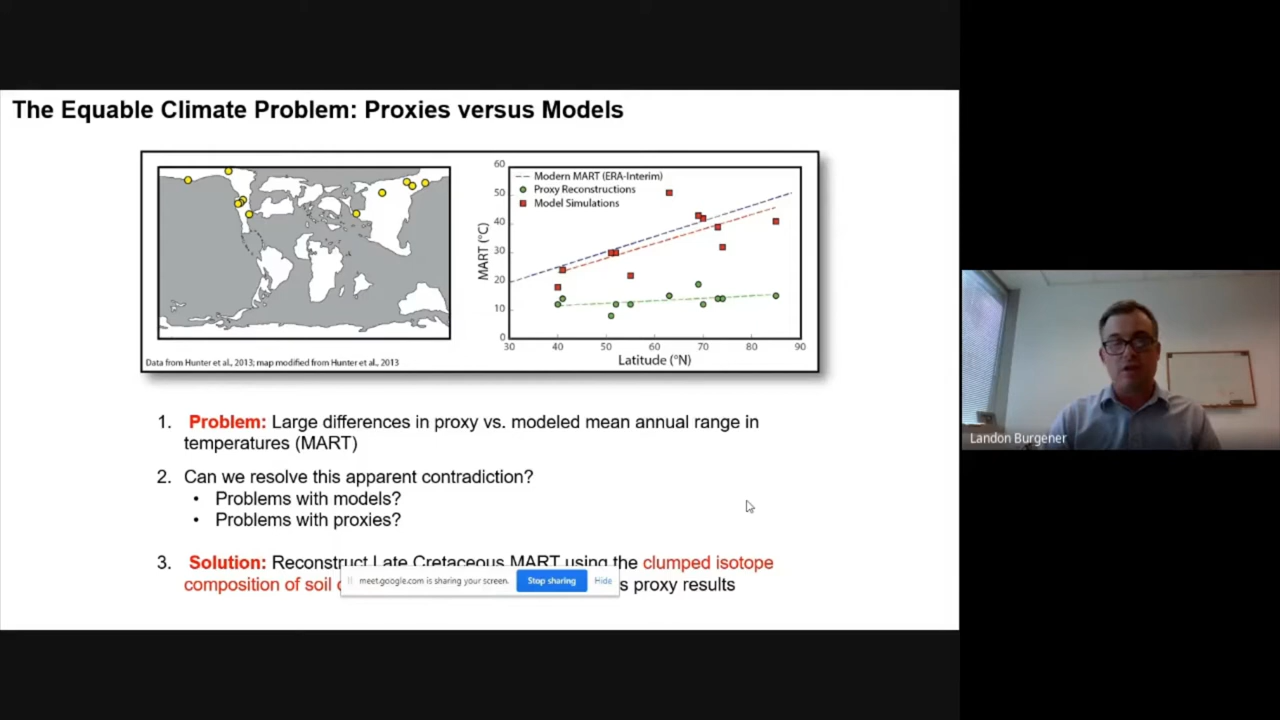 The Equable Climate Problem: Proxies versus Models
Data from Hunter et al., 2013; map modified from Hunter et al., 2013
60
50
40
30
20
10
0
MART (°C)
Modern MART (ERA-Interim)
Proxy Reconstructions
Model Simulations
30 40 50 60 70 80 90
Latitude (°N)
1. Problem: Large differences in proxy vs. modeled mean annual range in
temperatures (MART)
2. Can we resolve this apparent contradiction?
• Problems with models?
• Problems with proxies?
3. Solution: Reconstruct Late Cretaceous MART using the clumped isotope
composition of soil
s proxy results
meet.google.com is sharing your screen.
Stop sharing
Hide
Landon Burgener